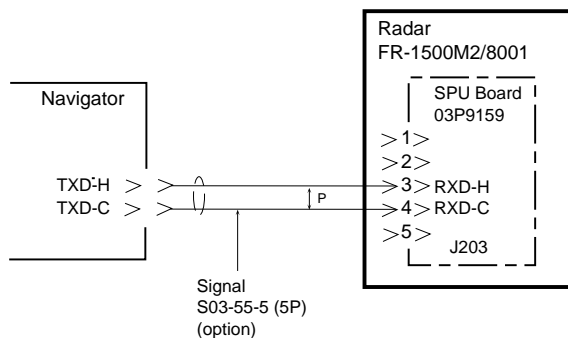 Radar
FR-1500M2/8001
SPU Board
03P9159
Navigator
1
2
TXD-H
P
3
RXD-H
TXD-C
4
RXD-C
5
J203
Signal
S03-55-5 (5P)
(option)